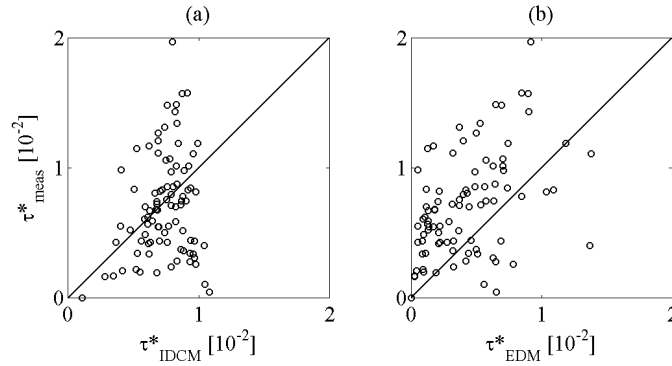 (a) (b)
2 2
1 1
0 0
0 1 2 0 1 2
τ*meas [10-2]
τ*IDCM [10-2] τ*EDM [10-2]